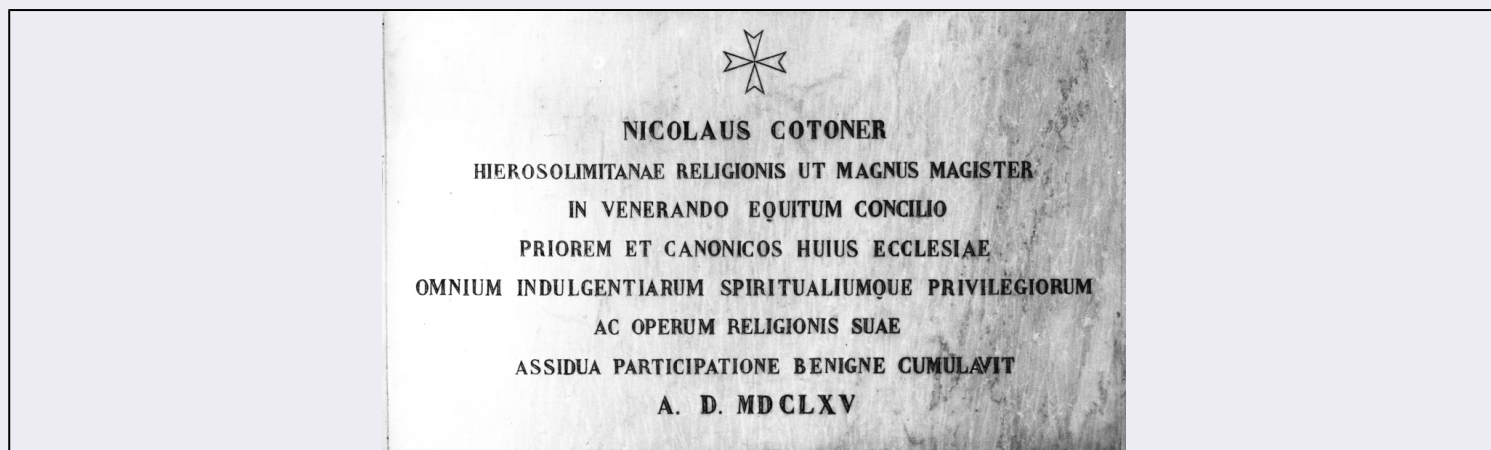 NICOLAUS COTONER
HIEROSOLIMITANAE RELIGIONIS UT MAGNUS MAGISTER
IN VENERANDO EQUITUM CONCILIO
PRIOREM ET CANONICOS HUIUS ECCLESIAE
OMNIUM INDULGENTIARUM SPIRITUALIUMQUE PRIVILEGIORUM
AC OPERUM RELIGIONIS SUAE
ASSIDUA PARTICIPATIONE BENIGNE CUMULAVIT
A. D. MDCLXV